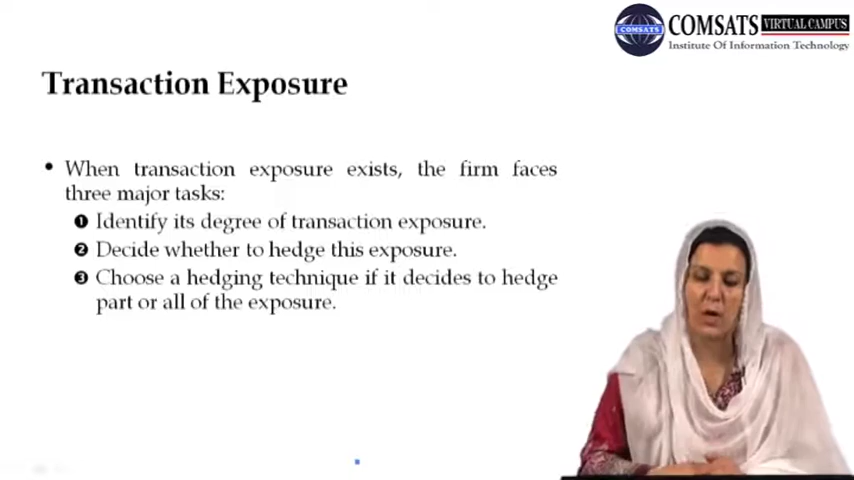 COMSATS
COMSATS VIRTUAL CAMPUS
Institute Of Information Technology
Transaction Exposure
• When transaction exposure exists, the firm faces
three major tasks:
❶ Identify its degree of transaction exposure.
❷ Decide whether to hedge this exposure.
❸ Choose a hedging technique if it decides to hedge
part or all of the exposure.